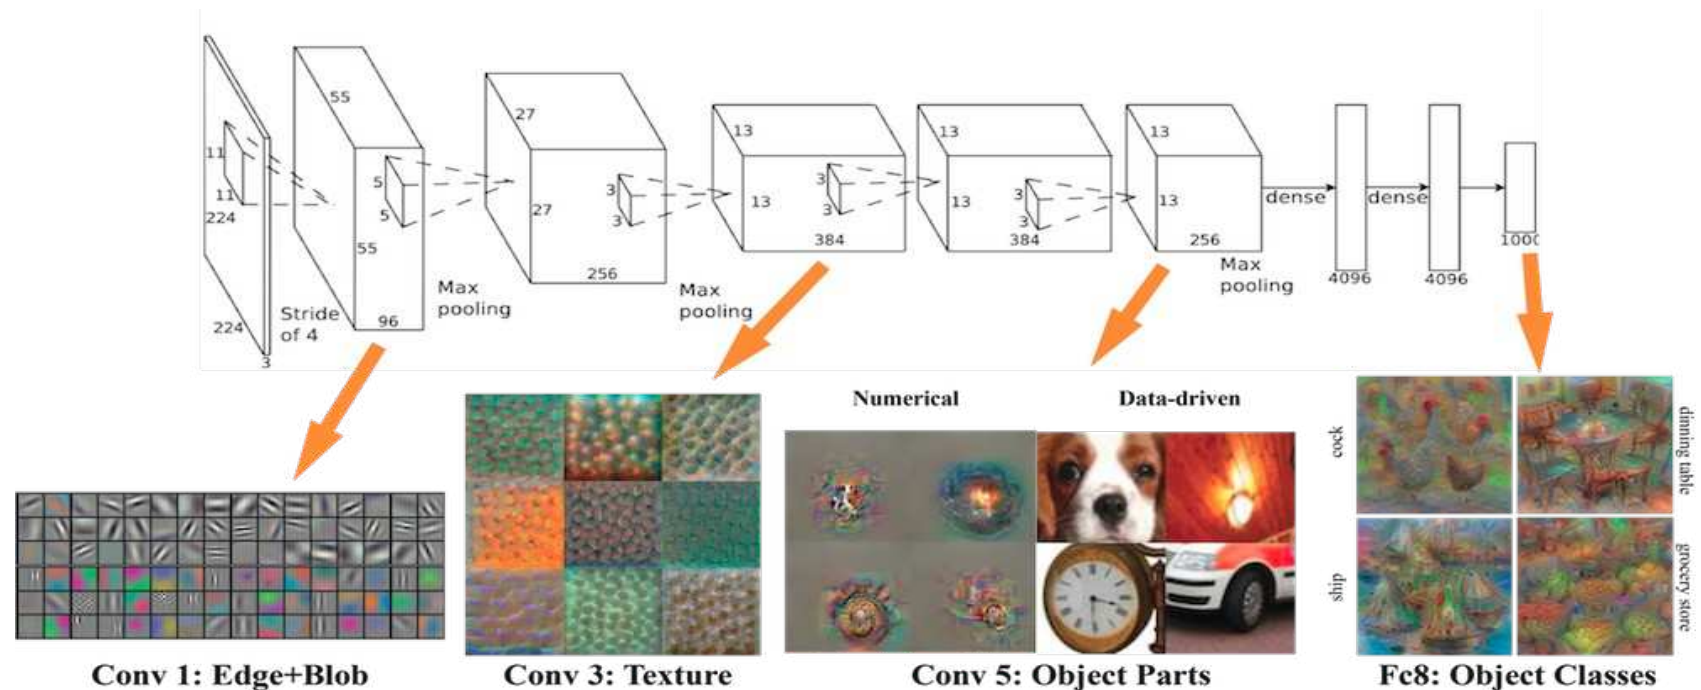 55
27
13
13
13
11
11
224
224
3
Stride
of 4
5
5
55
96
Max
pooling
3
3
27
256
Max
pooling
3
3
13
384
3
3
13
384
13
256
Max
pooling
dense
4096
dense
4096
1000
Numerical
Data-driven
cock
dinning table
ship
grocery store
Conv 1: Edge+Blob
Conv 3: Texture
Conv 5: Object Parts
Fc8: Object Classes